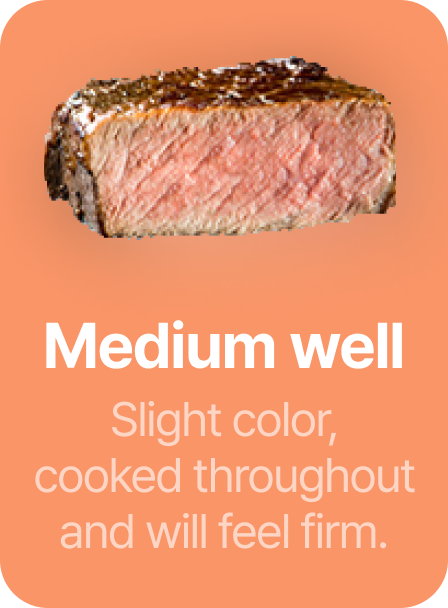 Medium well
Slight color,
cooked throughout
and will feel firm.